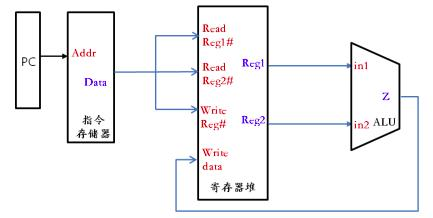 PC
Addr
Data
指令
存储器
Read
Reg1#
Read
Reg2#
Write
Reg#
Write
data
Reg1
Reg2
寄存器堆
in1
in2
Z
ALU